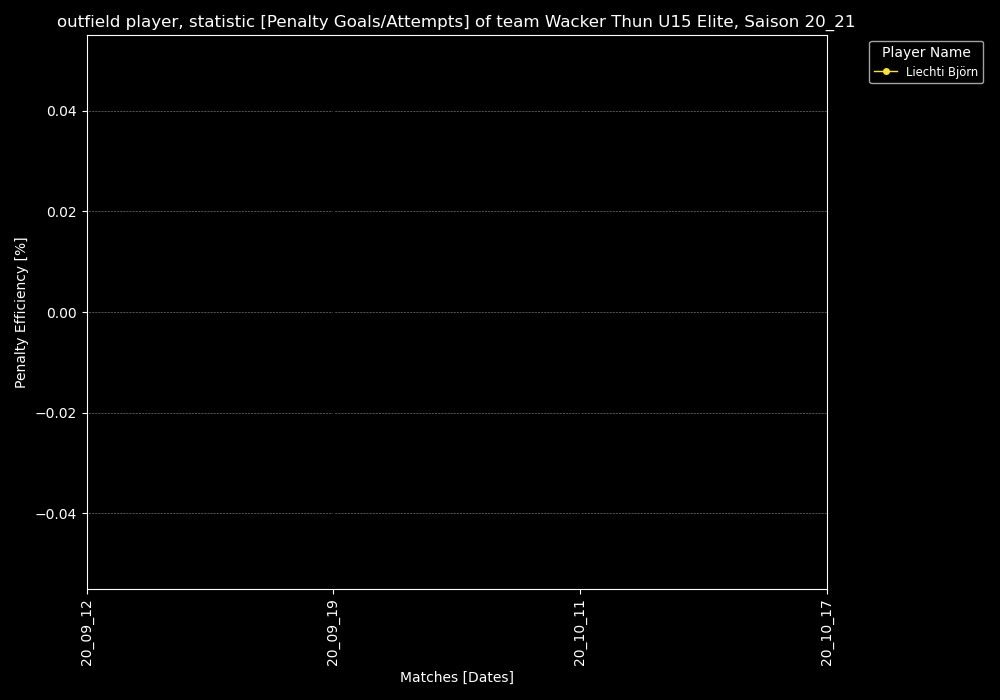 outfield player, statistic [Penalty Goals/Attempts] of team Wacker Thun U15 Elite, Saison 20_21
Player Name
Liechti Björn
Penalty Efficiency [%]
0.04
0.02
0.00
−0.02
−0.04
20_09_12
20_09_19
20_10_11
20_10_17
Matches [Dates]